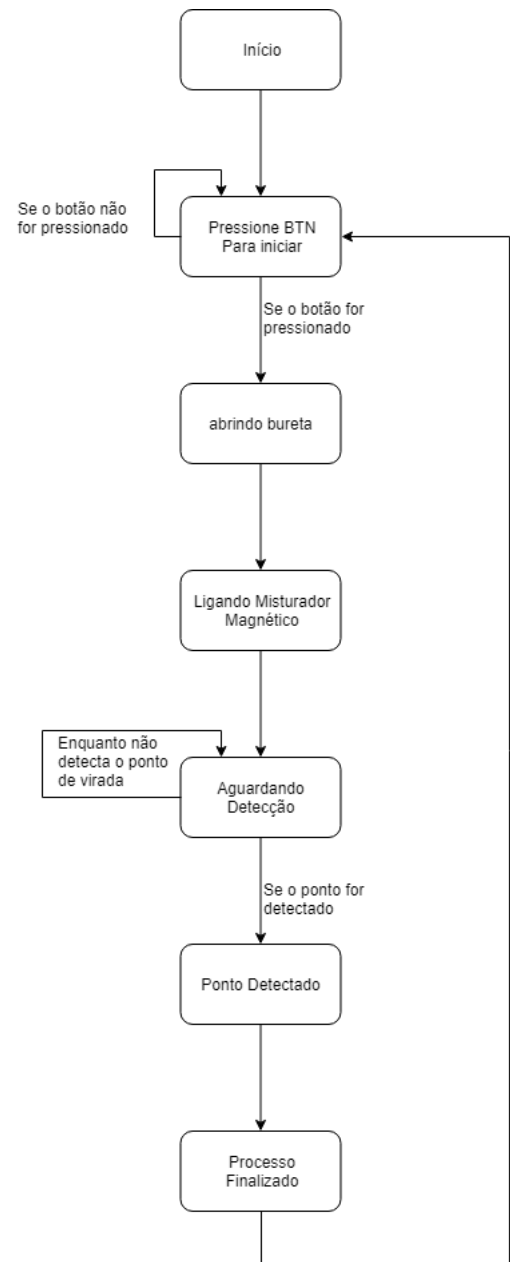 Início
Se o botão não
for pressionado
Pressione BTN
Para iniciar
Se o botão for
pressionado
abrindo bureta
Ligando Misturador
Magnético
Enquanto não
detecta o ponto
de virada
Aguardando
Detecção
Se o ponto for
detectado
Ponto Detectado
Processo
Finalizado